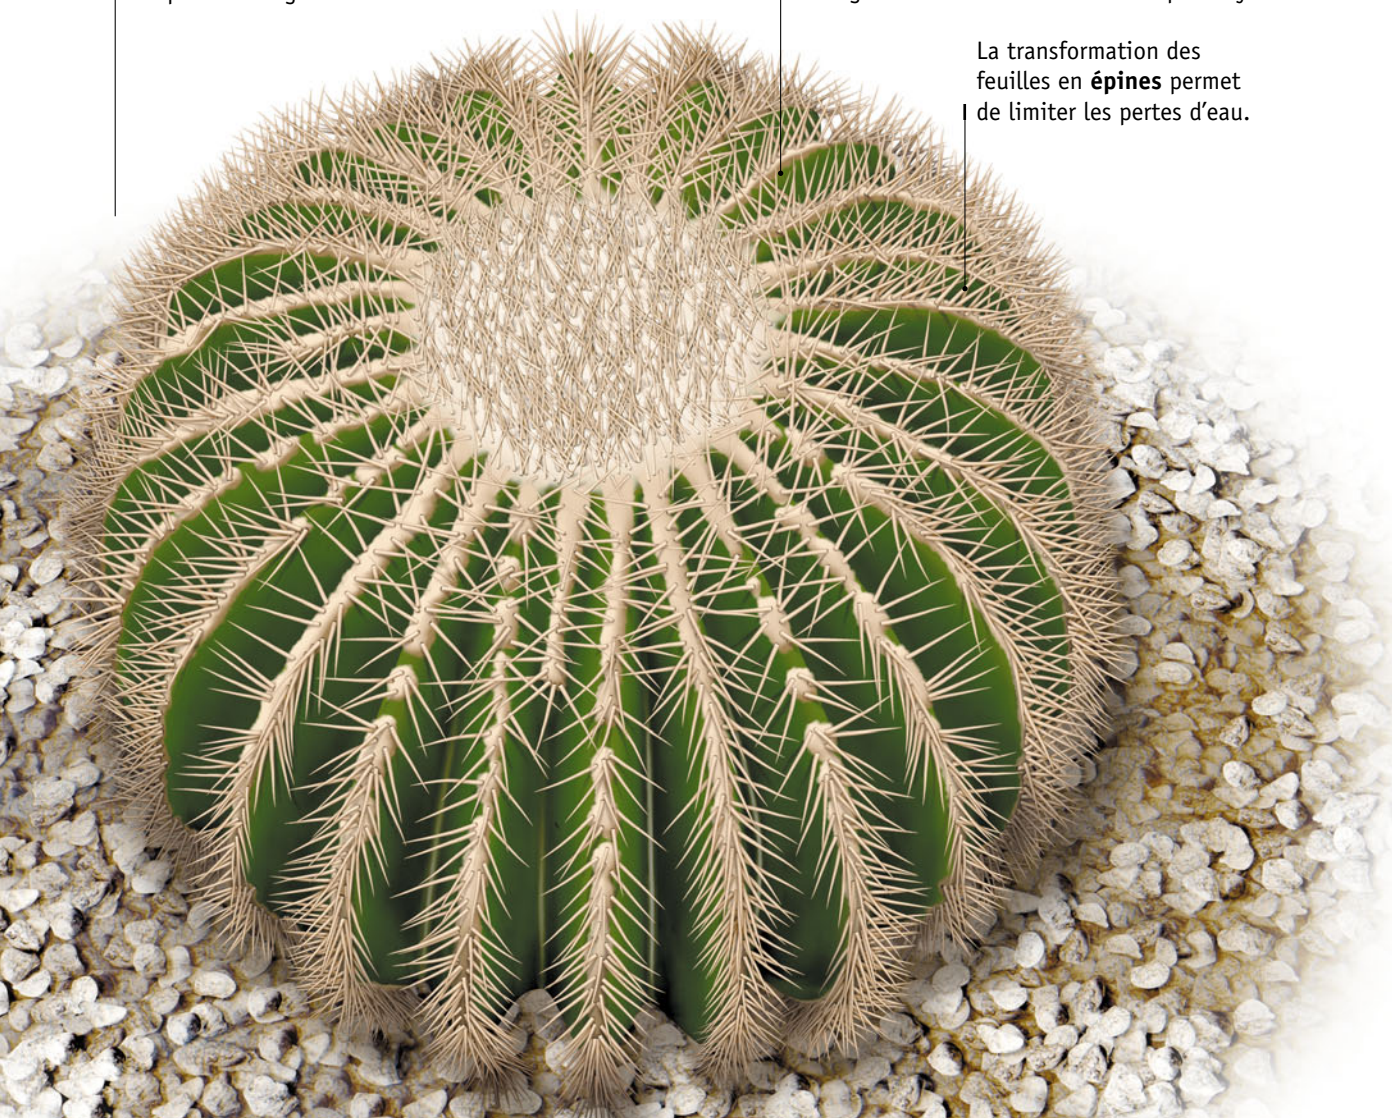 La transformation des
feuilles en épines permet
de limiter les pertes d'eau.